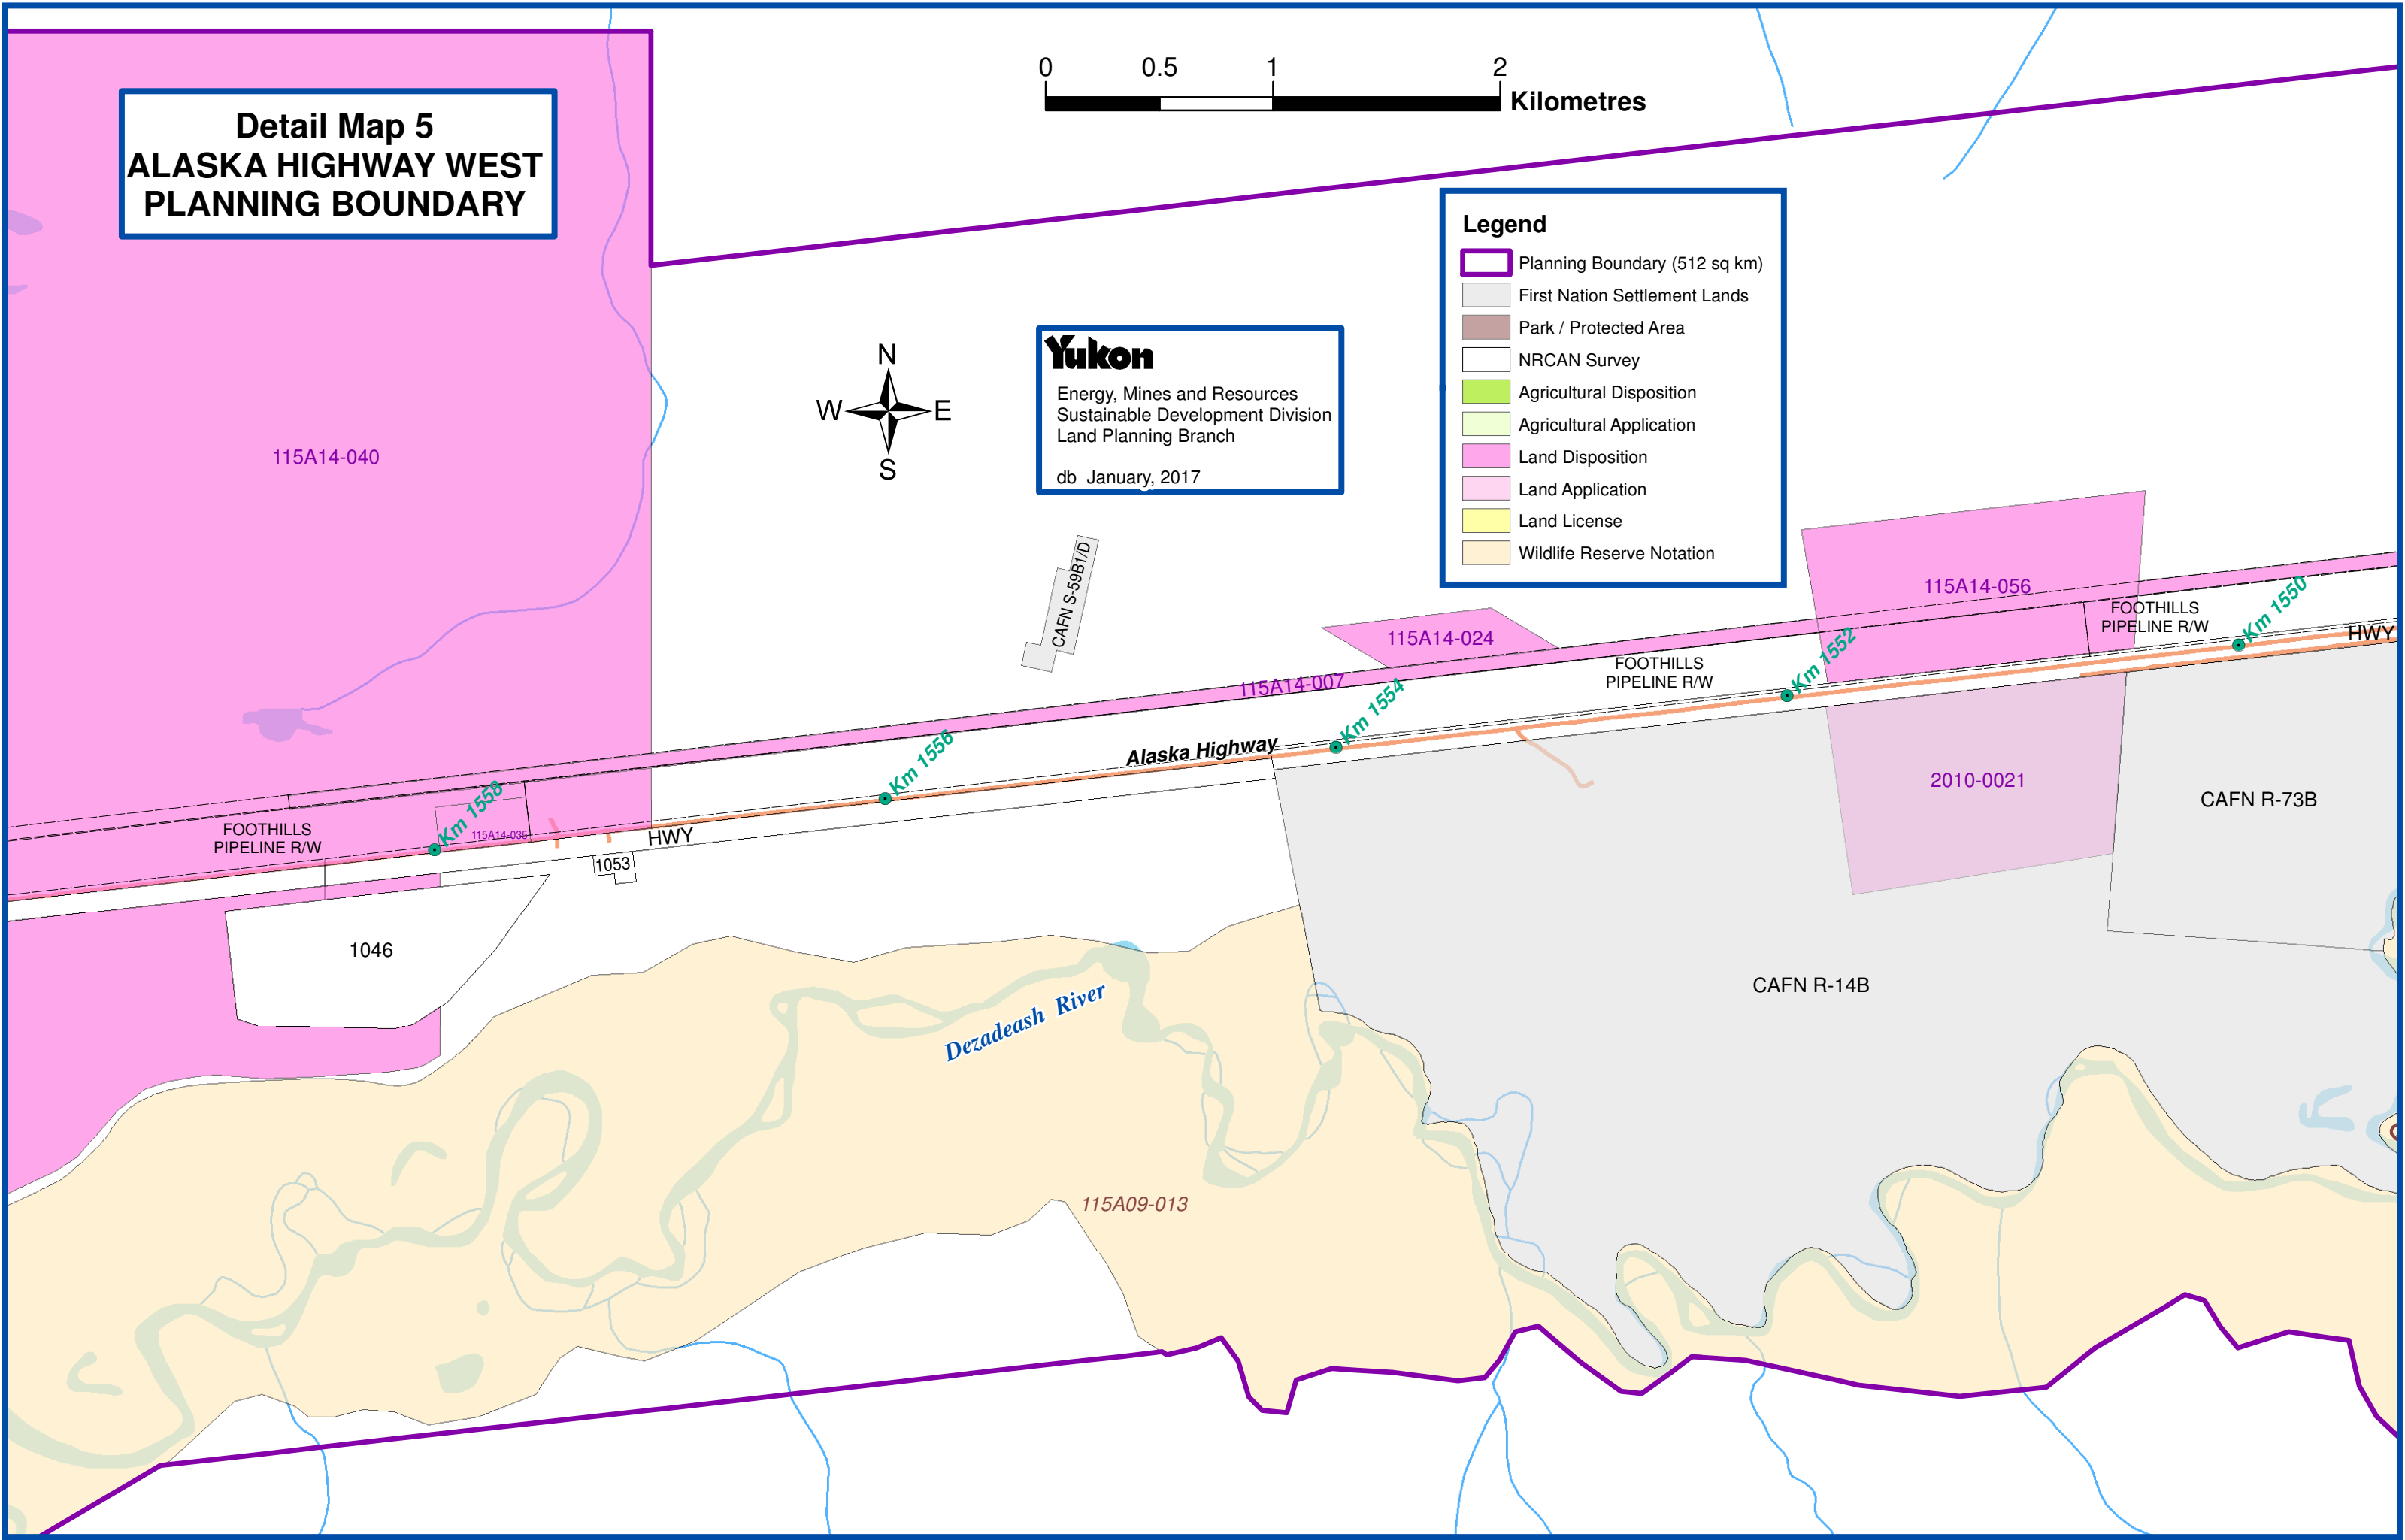 Detail Map 5
ALASKA HIGHWAY WEST
PLANNING BOUNDARY
0 0.5 1 2
Kilometres
Legend
Planning Boundary (512 sq km)
First Nation Settlement Lands
Park / Protected Area
NRCAN Survey
Agricultural Disposition
Agricultural Application
Land Disposition
Land Application
Land License
Wildlife Reserve Notation
N
W E
S
Yukon
Energy, Mines and Resources
Sustainable Development Division
Land Planning Branch
db January, 2017
115A14-040
CAFN S-59B1/D
115A14-024
115A14-056
115A14-007
FOOTHILLS
PIPELINE R/W
FOOTHILLS
PIPELINE R/W
Km 1550
HWY
Km 1552
Km 1554
Alaska Highway
Km 1556
Km 1558
115A14-035
FOOTHILLS
PIPELINE R/W
HWY
1053
1046
2010-0021
CAFN R-73B
CAFN R-14B
Dezadeash River
115A09-013